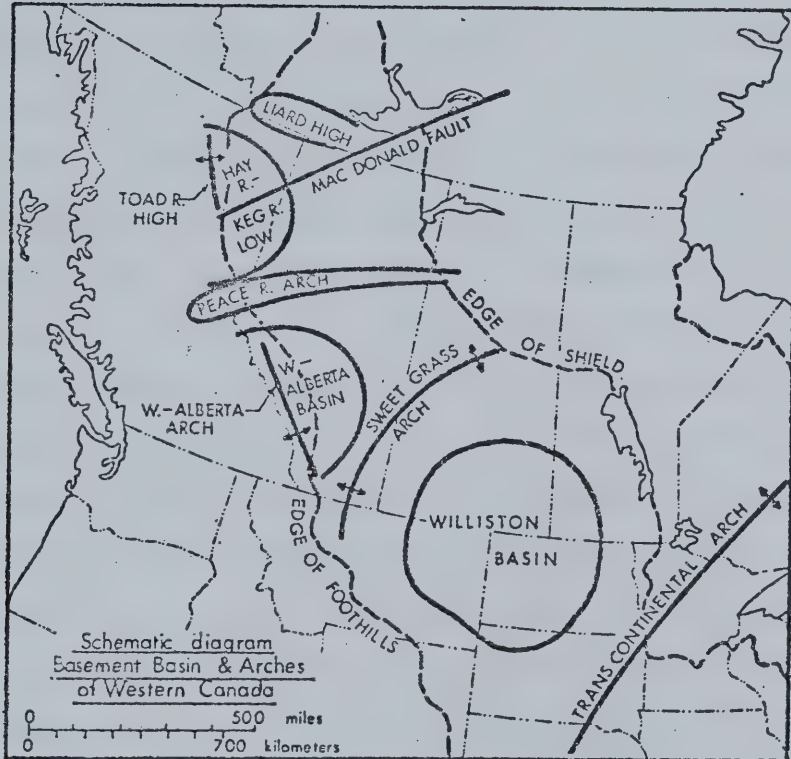 LIARD HIGH
MAC DONALD FAULT
HAY
R.-
KEG R.
LOW
TOAD R.
HIGH
PEACE R. ARCH
EDGE OF SHIELD
W.-
ALBERTA
BASIN
W.-ALBERTA
ARCH
SWEET GRASS
ARCH
WILLISTON
BASIN
EDGE OF FOOTHILLS
TRANS CONTINENTAL ARCH
Schematic diagram
Easement Basin & Arches
of Western Canada
0 500 miles
0 700 kilometers